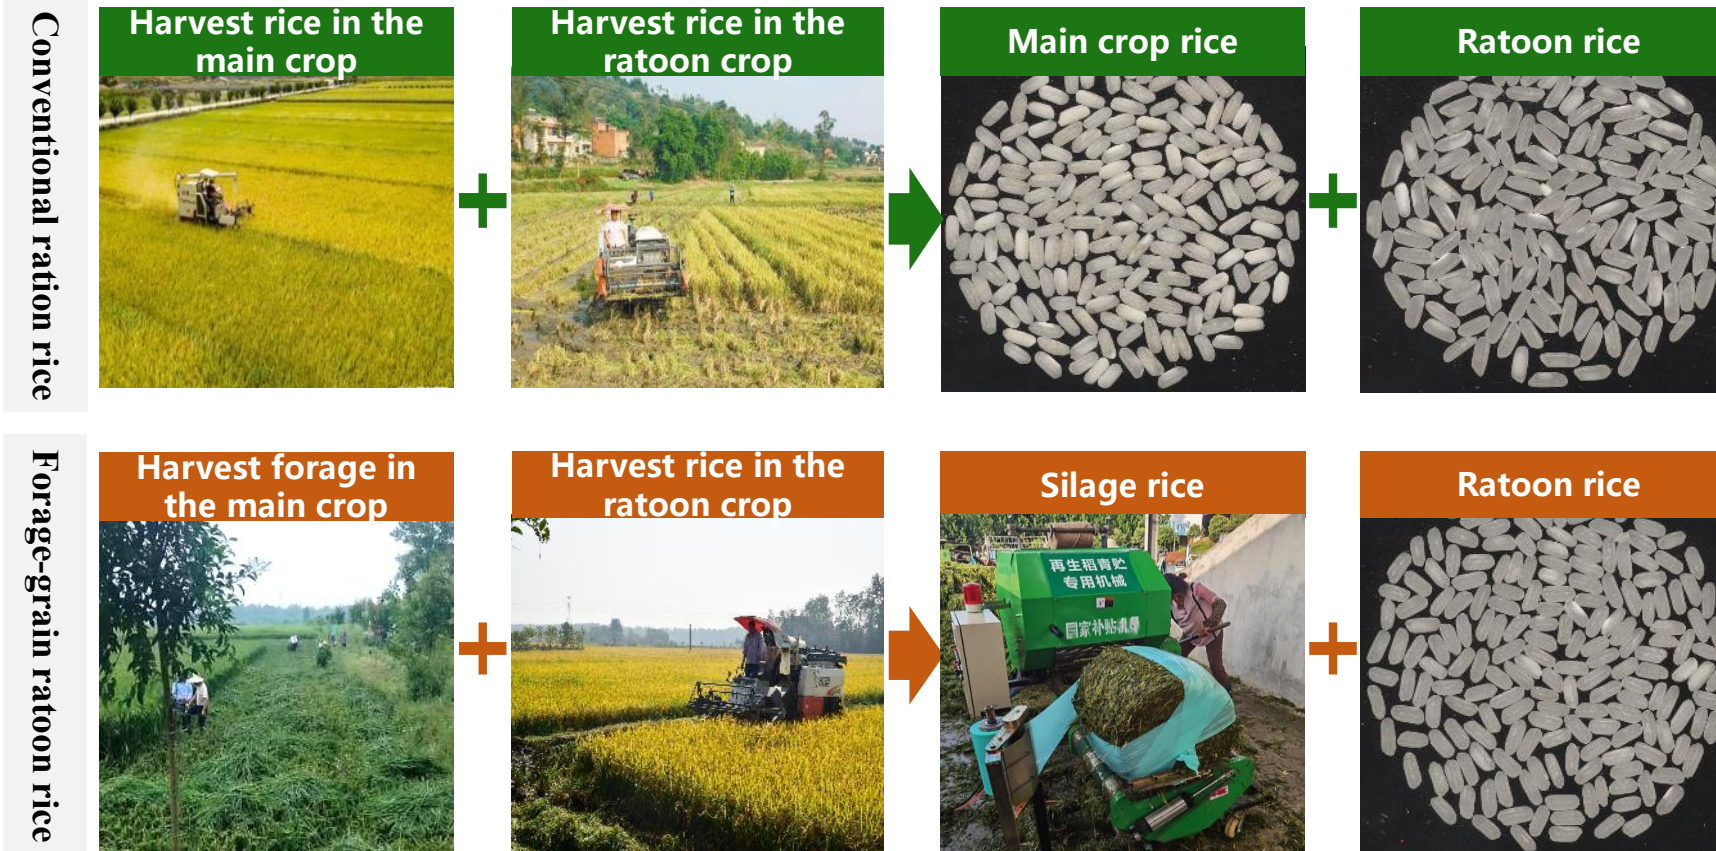 Conventional ration rice
Harvest rice in the
main crop
Harvest rice in the
ratoon crop
Main crop rice
Ratoon rice
Forage-grain ratoon rice
Harvest forage in
the main crop
Harvest rice in the
ratoon crop
Silage rice
Ratoon rice
再生稻青贮
专用机械
国家补贴机具